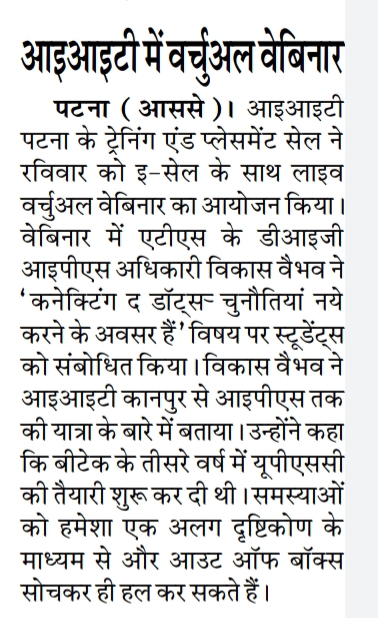 आइआइटी में वर्चुअल वेबिनार
पटना ( आससे )। आइआइटी
पटना के ट्रेनिंग एंड प्लेसमेंट सेल ने
रविवार को इ-सेल के साथ लाइव
वर्चुअल वेबिनार का आयोजन किया।
वेबिनार में एटीएस के डीआइजी
आइपीएस अधिकारी विकास वैभव ने
‘कनेक्टिंग द डॉट्स- चुनौतियां नये
करने के अवसर हैं’ विषय पर स्टूडेंट्स
को संबोधित किया। विकास वैभव ने
आइआइटी कानपुर से आइपीएस तक
की यात्रा के बारे में बताया। उन्होंने कहा
कि बीटेक के तीसरे वर्ष में यूपीएससी
की तैयारी शुरू कर दी थी। समस्याओं
को हमेशा एक अलग दृष्टिकोण के
माध्यम से और आउट ऑफ बॉक्स
सोचकर ही हल कर सकते हैं।